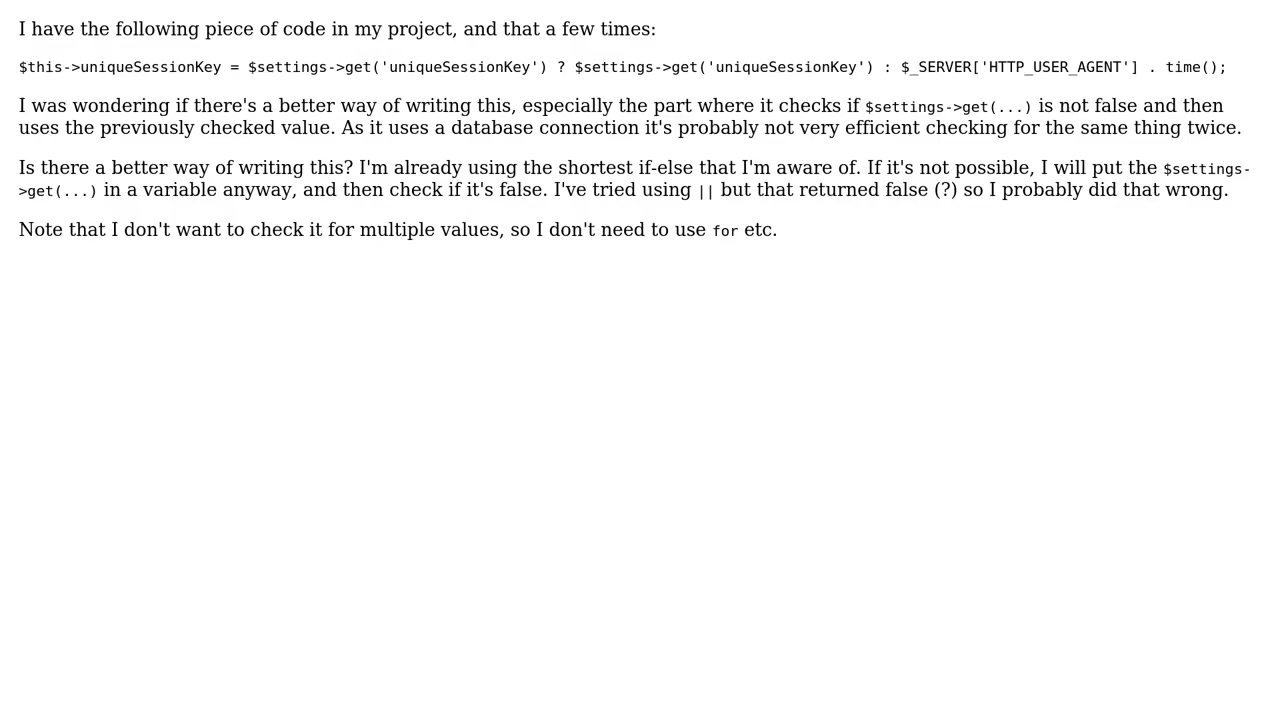 I have the following piece of code in my project, and that a few times:
$this->uniqueSessionKey = $settings->get('uniqueSessionKey') ? $settings->get('uniqueSessionKey') : $_SERVER['HTTP_USER_AGENT'] . time();
I was wondering if there's a better way of writing this, especially the part where it checks if $settings->get(...) is not false and then
uses the previously checked value. As it uses a database connection it's probably not very efficient checking for the same thing twice.
Is there a better way of writing this? I'm already using the shortest if-else that I'm aware of. If it's not possible, I will put the $settings-
>get(...) in a variable anyway, and then check if it's false. I've tried using || but that returned false (?) so I probably did that wrong.
Note that I don't want to check it for multiple values, so I don't need to use for etc.